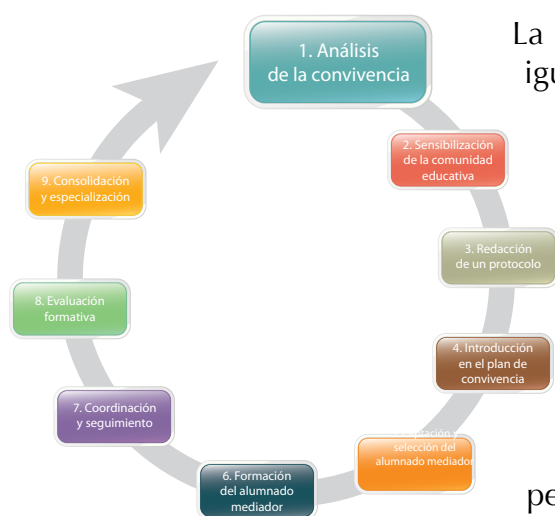 La
igu
1. Análisis
de la convivencia
2. Sensibilización
de la comunidad
educativa
3. Redacción
de un protocolo
4. Introducción
en el plan de
convivencia
selección del
alumnado mediador
6. Formación
del alumnado
mediador
7. Coordinación
y seguimiento
8. Evaluación
formativa
9. Consolidación
y especialización
pe